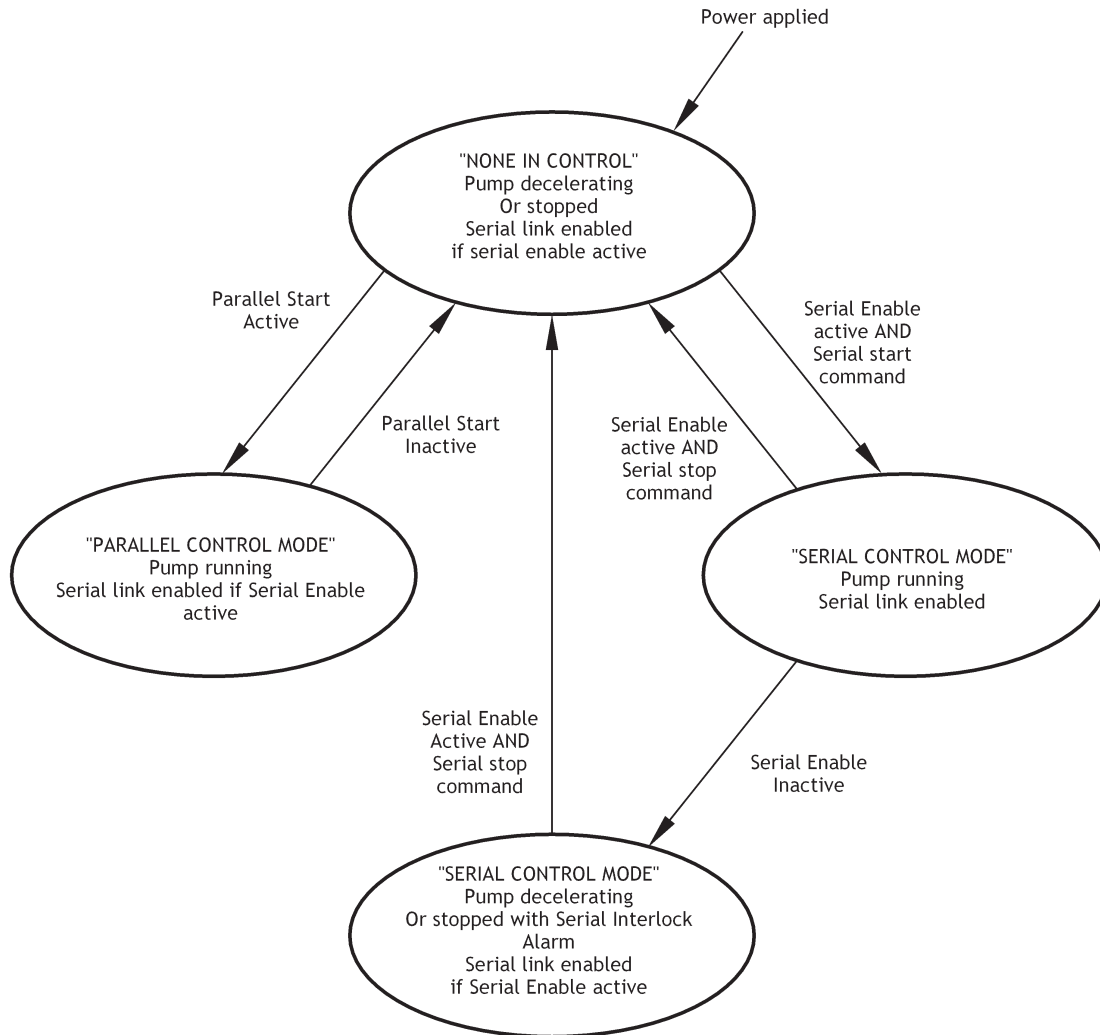 Power applied
"NONE IN CONTROL"
Pump decelerating
Or stopped
Serial link enabled
if serial enable active
Parallel Start
Active
Serial Enable
active AND
Serial start
command
Parallel Start
Inactive
Serial Enable
active AND
Serial stop
command
"PARALLEL CONTROL MODE"
Pump running
Serial link enabled if Serial Enable
active
"SERIAL CONTROL MODE"
Pump running
Serial link enabled
Serial Enable
Active AND
Serial stop
command
Serial Enable
Inactive
"SERIAL CONTROL MODE"
Pump decelerating
Or stopped with Serial Interlock
Alarm
Serial link enabled
if Serial Enable active